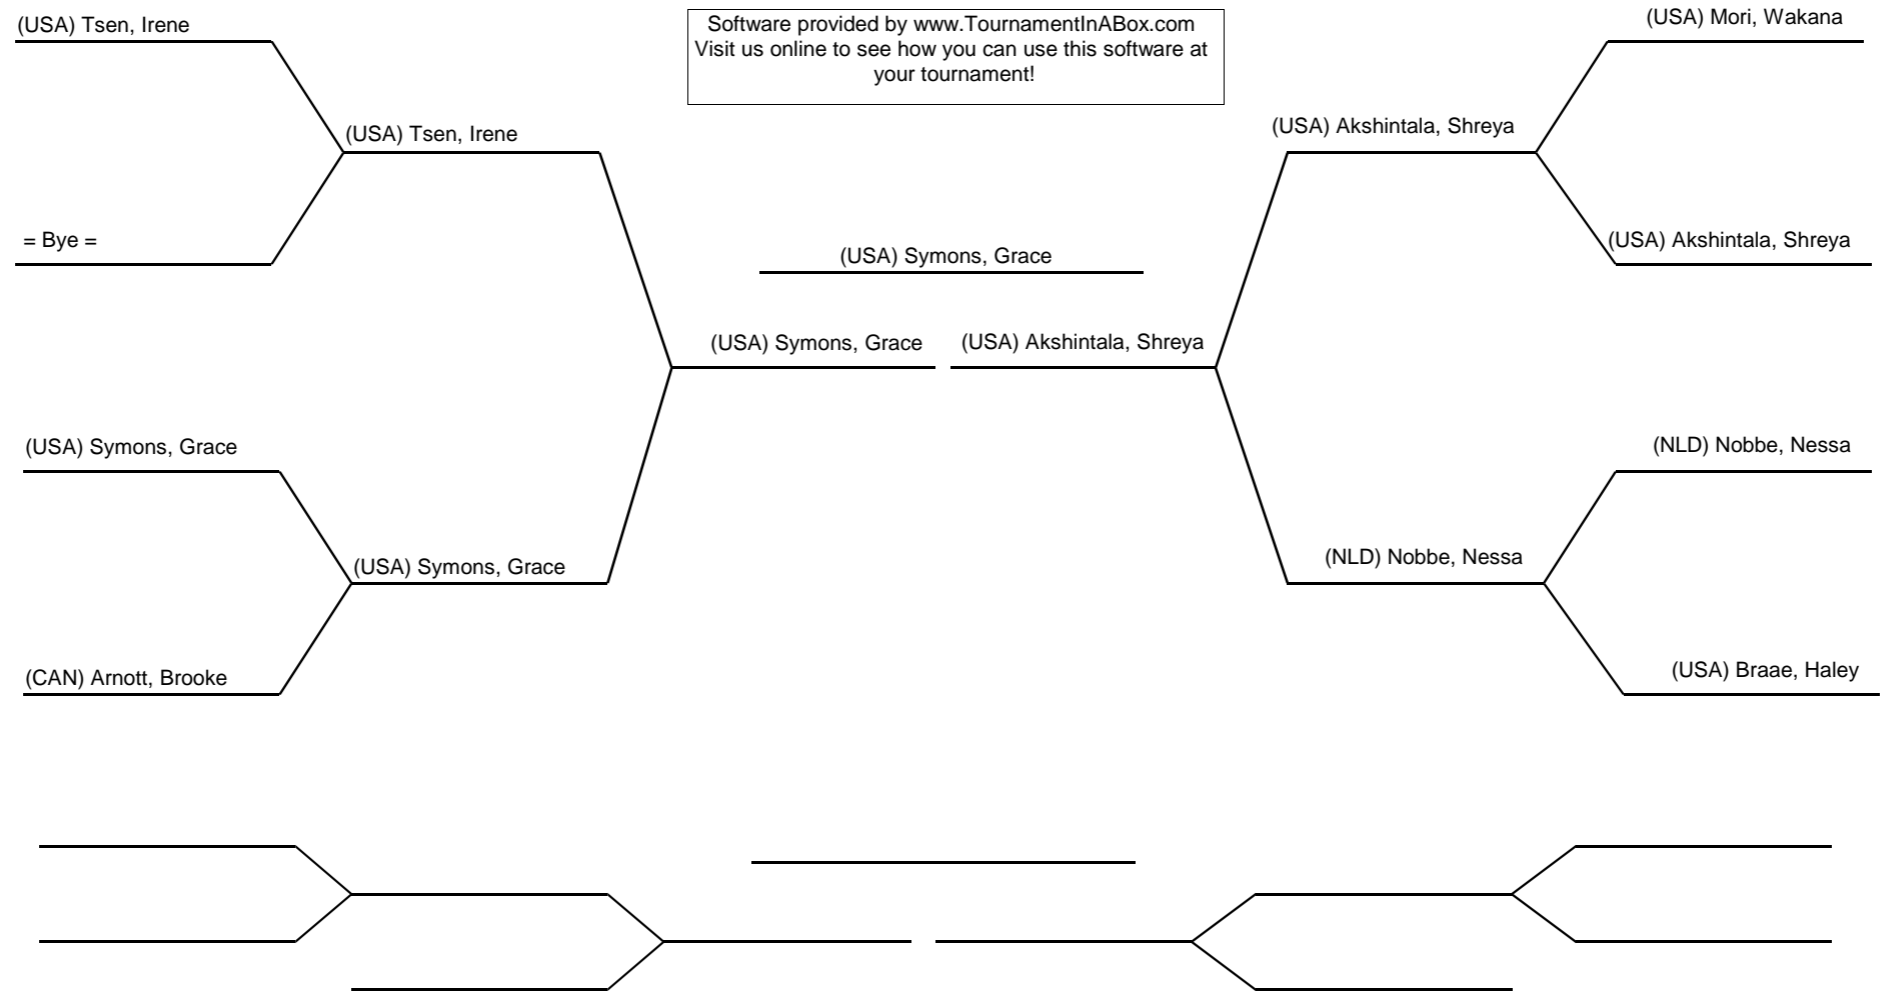 (USA) Tsen, Irene
Software provided by www.TournamentInABox.com
Visit us online to see how you can use this software at
your tournament!
(USA) Mori, Wakana
(USA) Tsen, Irene
(USA) Akshintala, Shreya
= Bye =
(USA) Symons, Grace
(USA) Akshintala, Shreya
(USA) Symons, Grace
(USA) Akshintala, Shreya
(USA) Symons, Grace
(NLD) Nobbe, Nessa
(USA) Symons, Grace
(NLD) Nobbe, Nessa
(CAN) Arnott, Brooke
(USA) Braae, Haley